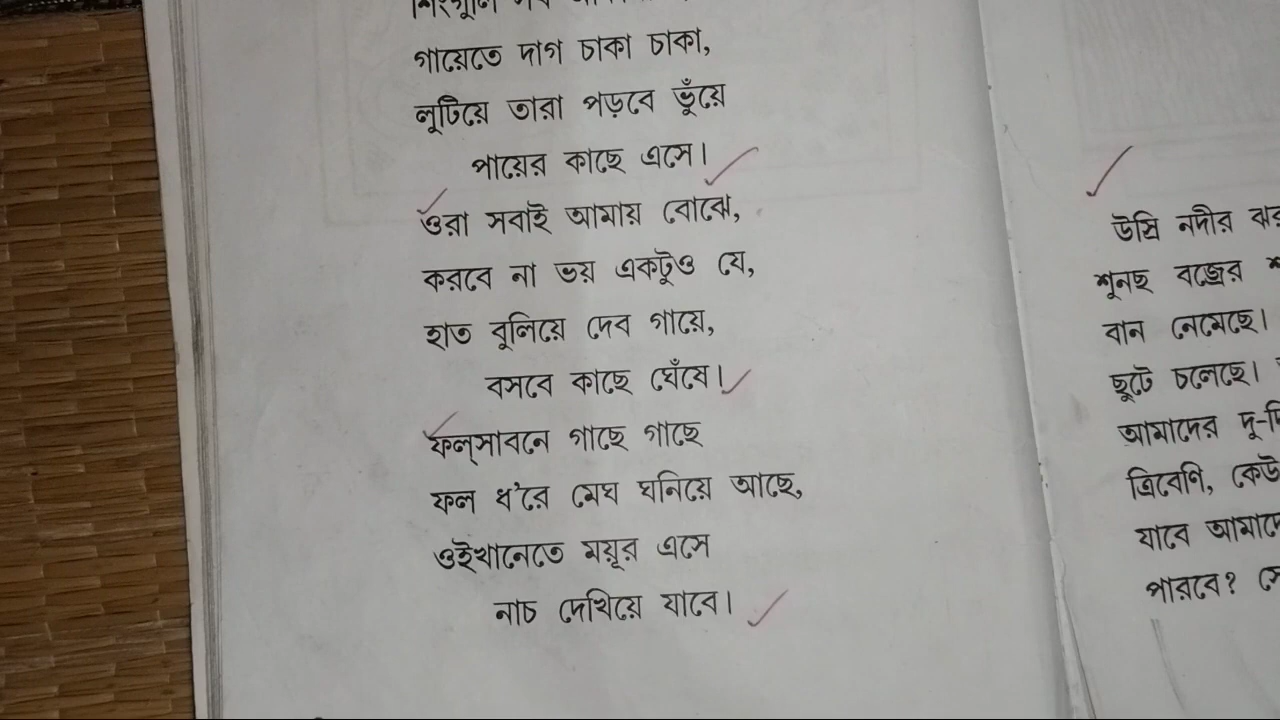 গায়েতে দাগ চাকা চাকা,
লুটিয়ে তারা পড়বে ভুঁয়ে
পায়ের কাছে এসে।
ওরা সবাই আমায় বোঝে,
করবে না ভয় একটুও যে,
হাত বুলিয়ে দেব গায়ে,
বসবে কাছে ঘেঁষে।
ফল্‌সাবনে গাছে গাছে
ফল ধ'রে মেঘ ঘনিয়ে আছে,
ওইখানেতে ময়ূর এসে
নাচ দেখিয়ে যাবে।
উস্রি নদীর
শুনছ বজ্রের
বান নেমেছে।
ছুটে চলেছে।
আমাদের
ত্রিবেণি, কেউ
যাবে
পারবে?